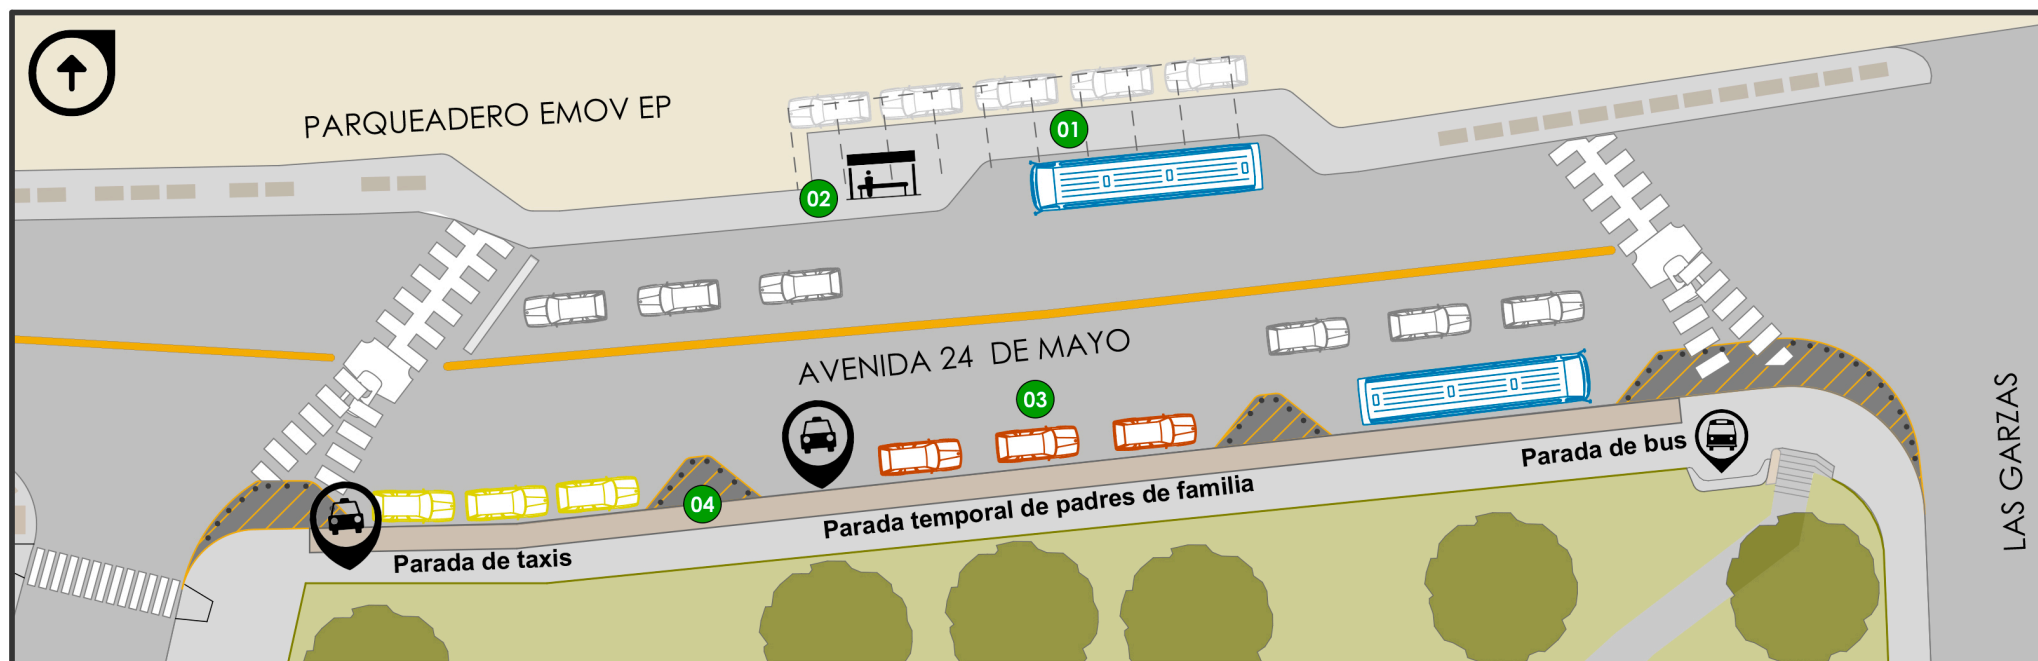 PARQUEADERO EMOV EP
01
02
AVENIDA 24 DE MAYO
03
LAS GARZAS
Parada de bus
04
Parada temporal de padres de familia
Parada de taxis